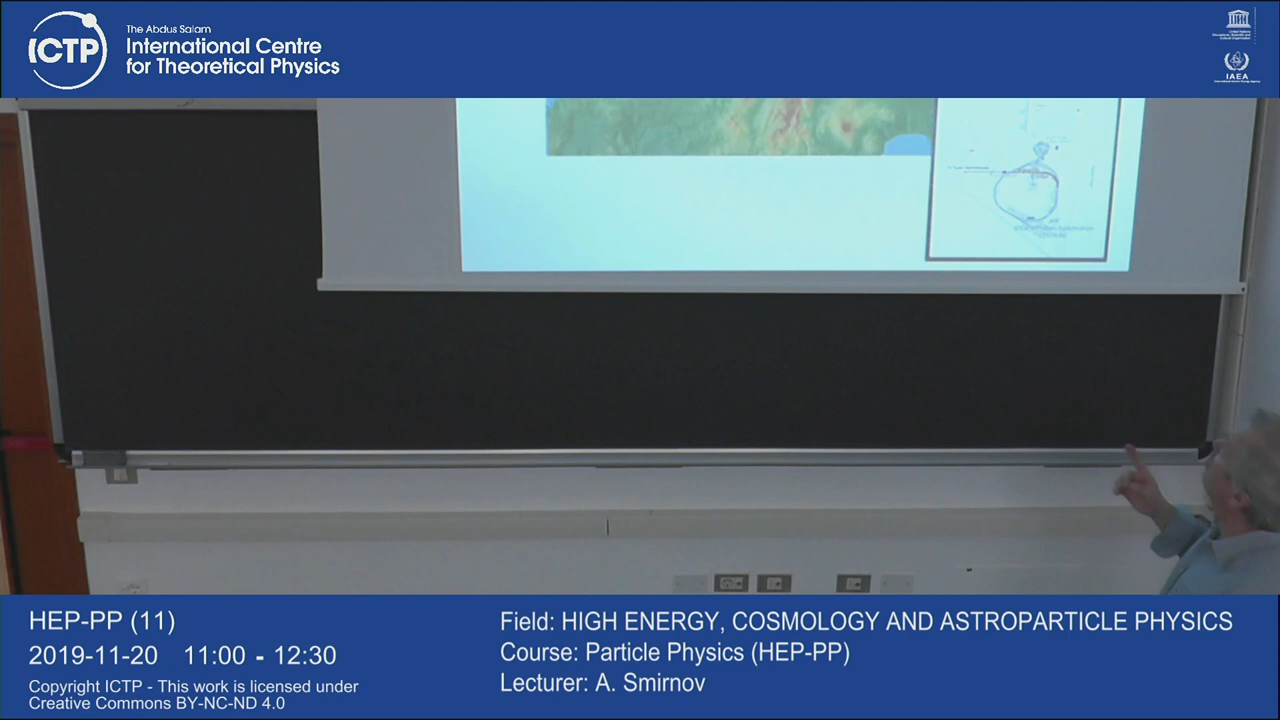 ICTP
The Abdus Salam
International Centre
for Theoretical Physics
IAEA
HEP-PP (11)
2019-11-20 11:00 - 12:30
Copyright ICTP - This work is licensed under
Creative Commons BY-NC-ND 4.0
Field: HIGH ENERGY, COSMOLOGY AND ASTROPARTICLE PHYSICS
Course: Particle Physics (HEP-PP)
Lecturer: A. Smirnov